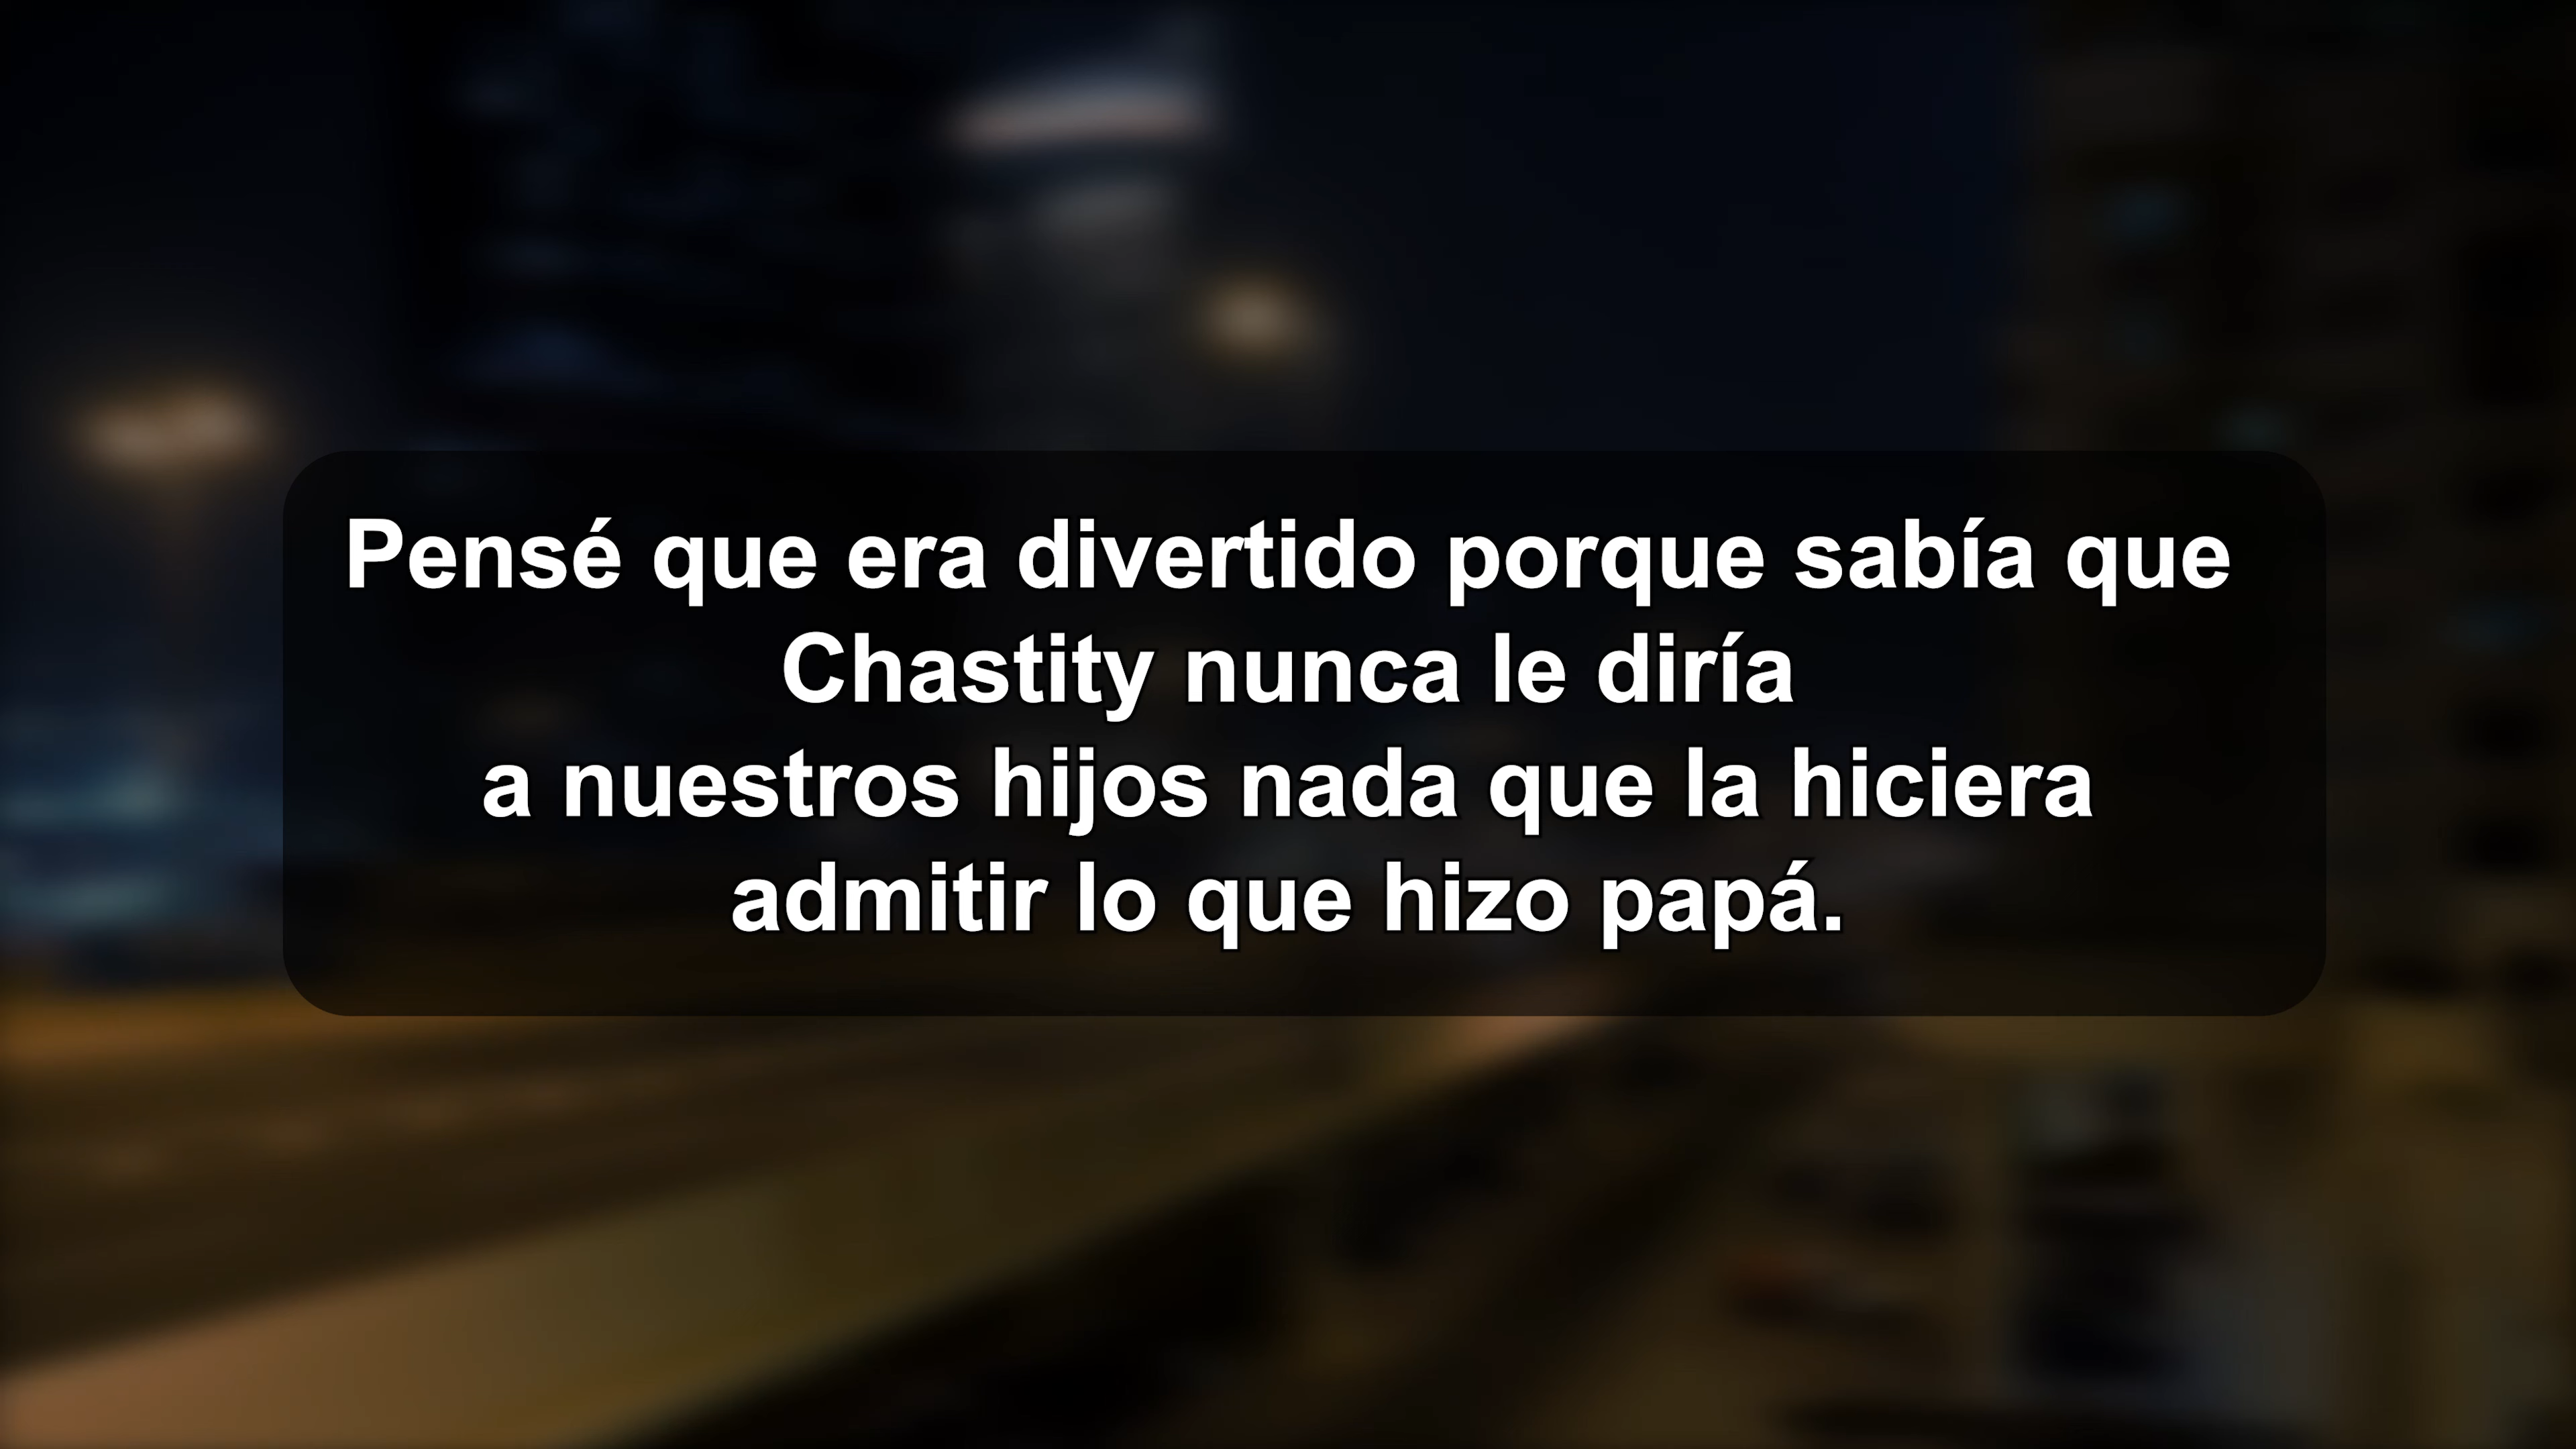 Pensé que era divertido porque sabía que
Chastity nunca le diría
a nuestros hijos nada que la hiciera
admitir lo que hizo papá.